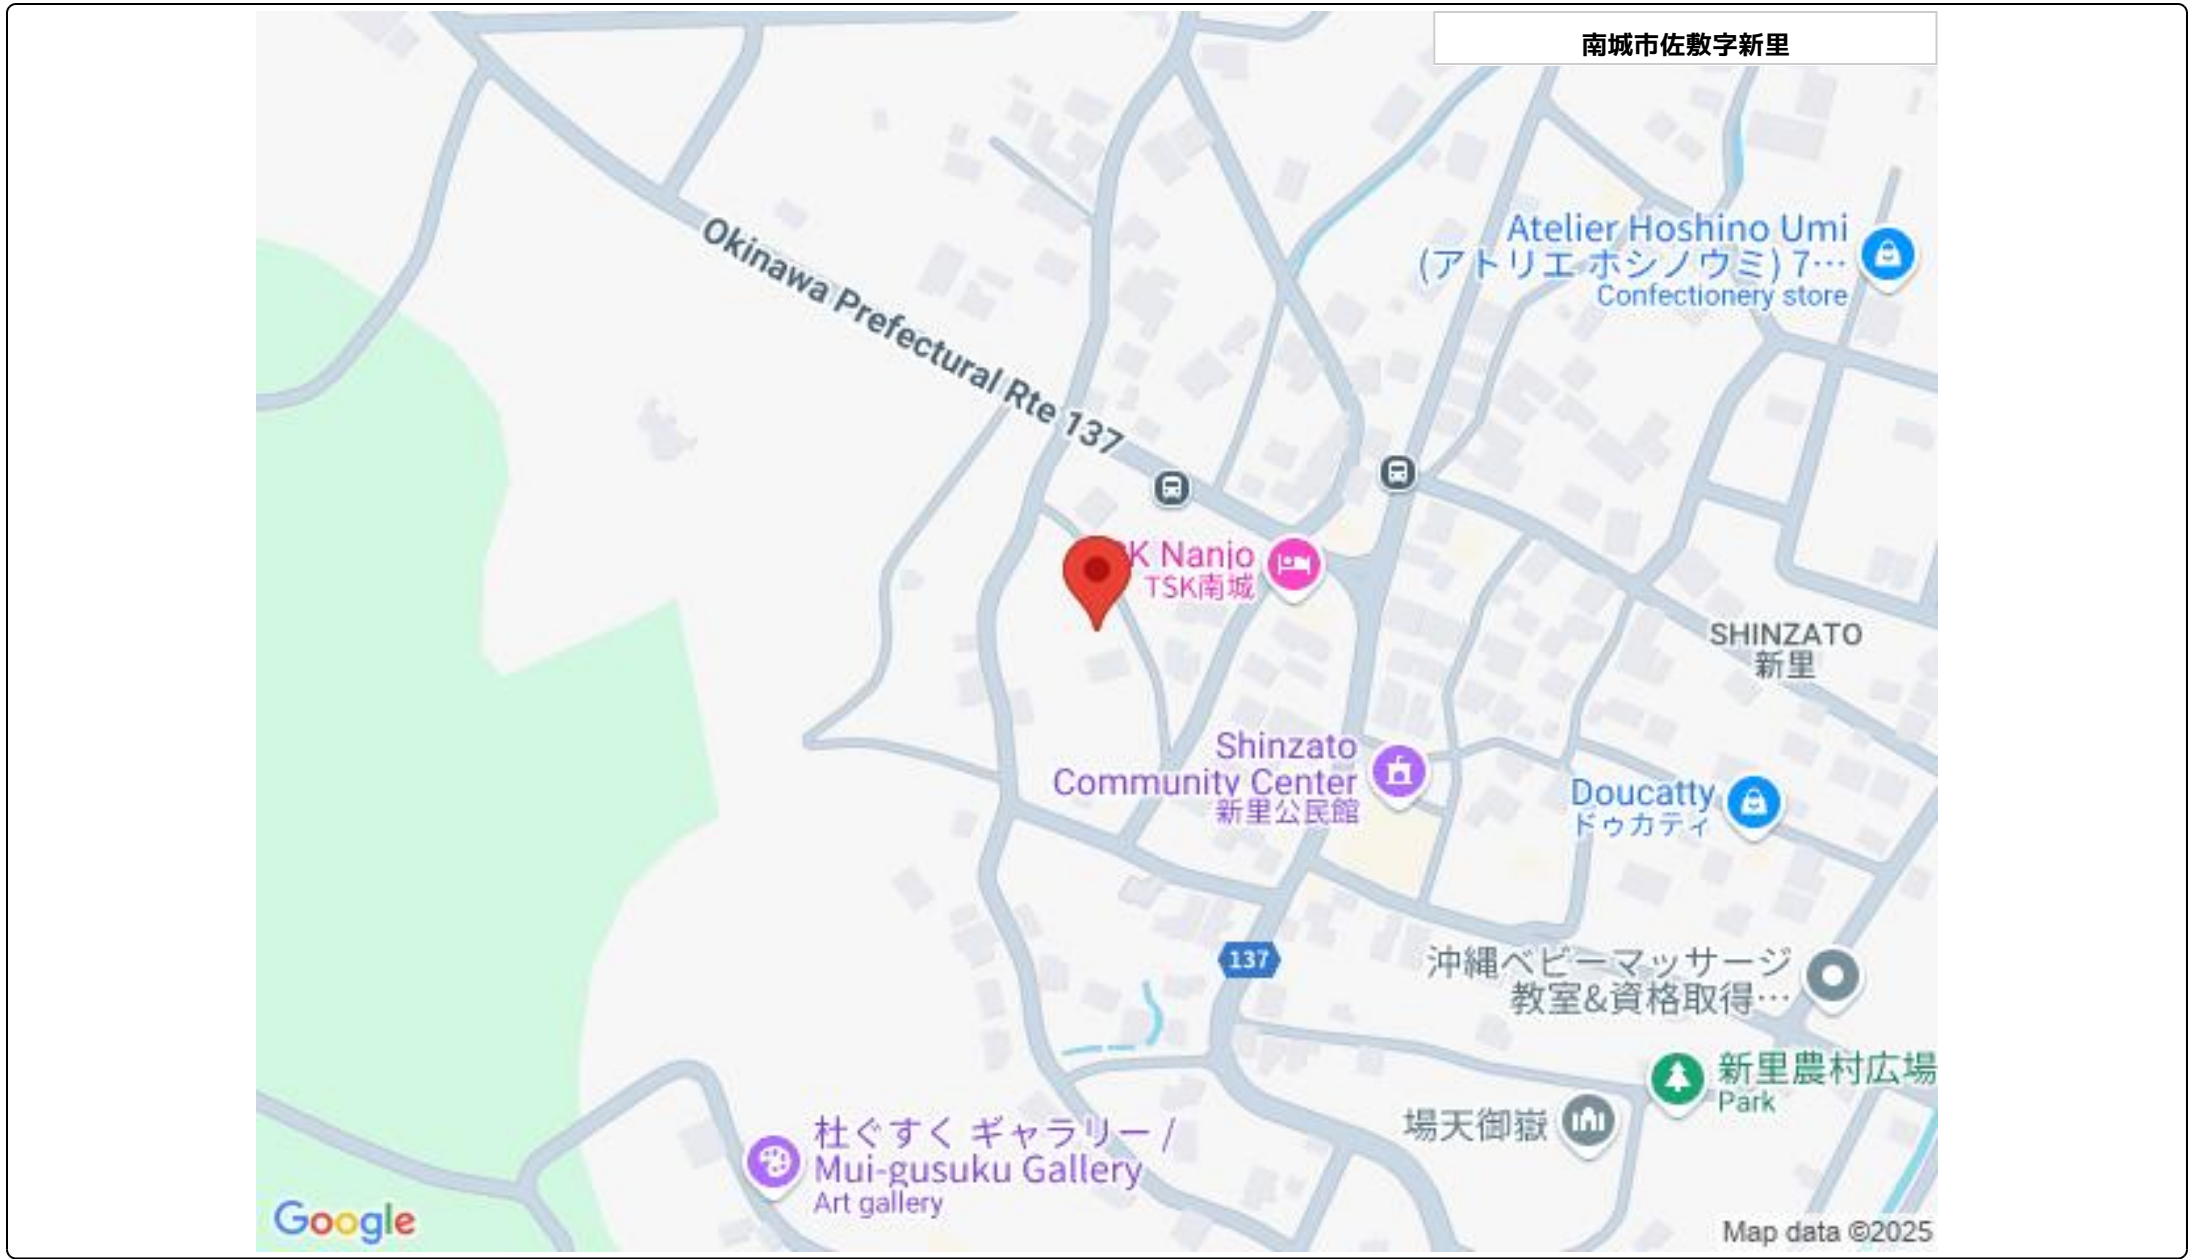 南城市佐敷字新里
Okinawa Prefectural Rte 137
Atelier Hoshino Umi
(アトリエ ホシノウミ) 7…
Confectionery store
K Nanjo
TSK南城
SHINZATO
新里
Shinzato
Community Center
新里公民館
Doucatty
ドゥカティ
137
沖縄ベビーマッサージ
教室&資格取得…
新里農村広場
Park
場天御嶽
杜ぐすく ギャラリー /
Mui-gusuku Gallery
Art gallery
Google
Map data ©2025